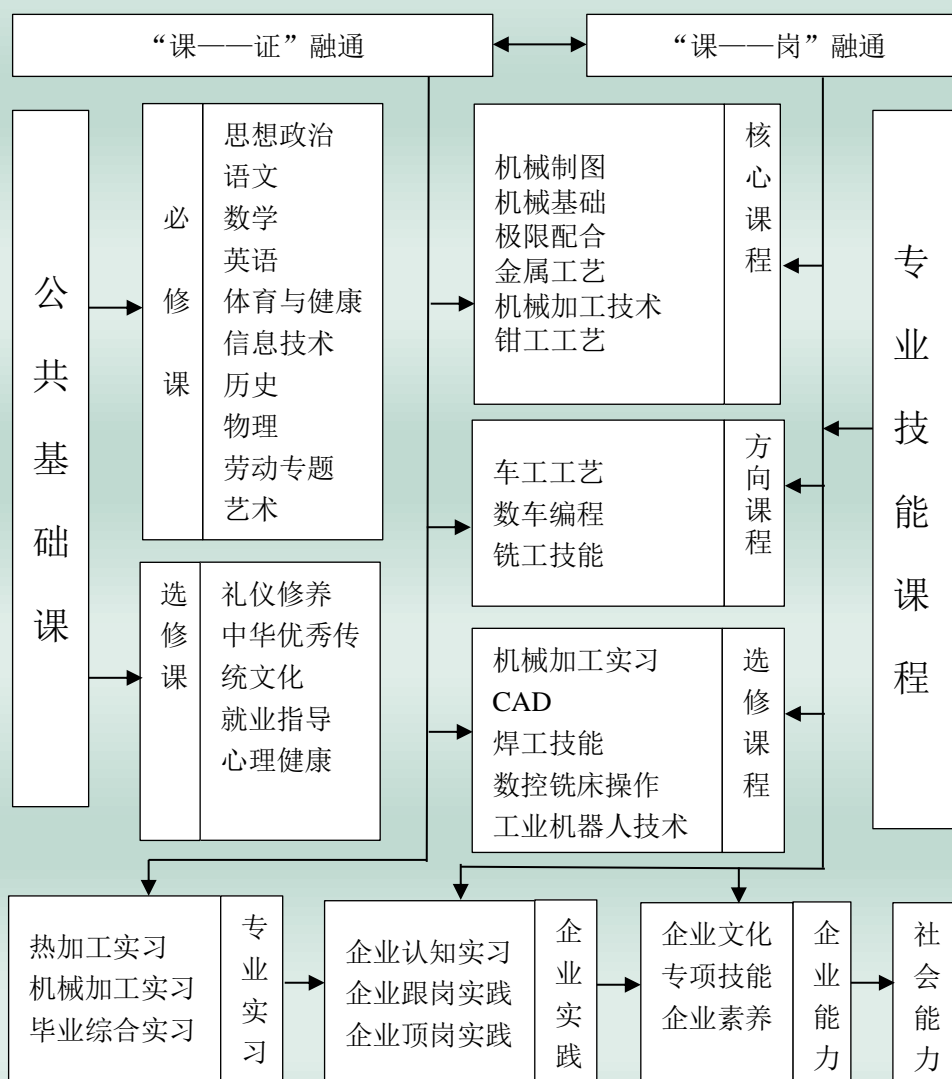 “课——证”融通
“课——岗”融通
公共基础课
必修课
思想政治
语文
数学
英语
体育与健康
信息技术
历史
物理
劳动专题
艺术
选修课
礼仪修养
中华优秀传
统文化
就业指导
心理健康
机械制图
机械基础
极限配合
金属工艺
机械加工技术
钳工工艺
核心课程
车工工艺
数车编程
铣工技能
方向课程
机械加工实习
CAD
焊工技能
数控铣床操作
工业机器人技术
选修课程
专业技能课程
热加工实习
机械加工实习
毕业综合实习
专业实习
企业认知实习
企业跟岗实践
企业顶岗实践
企业实践
企业文化
专项技能
企业素养
企业能力
社会能力